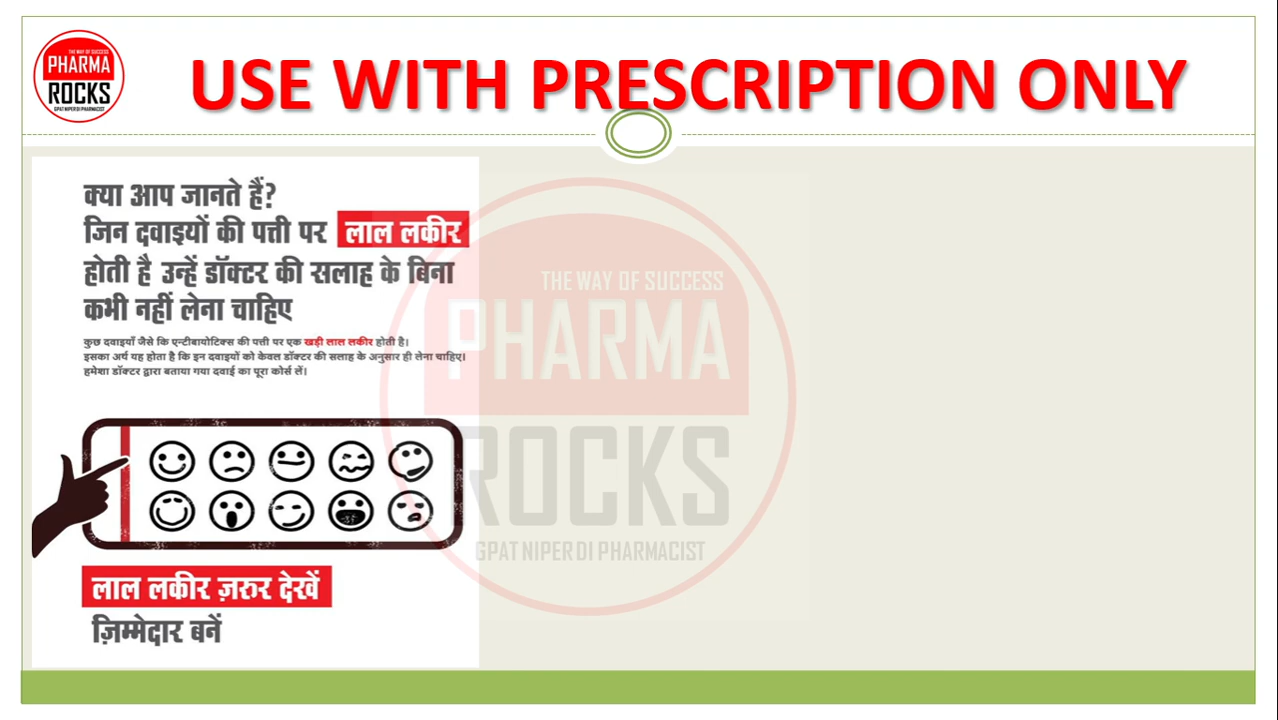 THE WAY OF SUCCESS
PHARMA
ROCKS
GPAT NIPER DI PHARMACIST
USE WITH PRESCRIPTION ONLY
क्या आप जानते हैं?
जिन दवाइयों की पत्ती पर लाल लकीर
होती है उन्हें डॉक्टर की सलाह के बिना
कभी नहीं लेना चाहिए
कुछ दवाइयाँ जैसे कि एन्टीबायोटिक्स की पत्ती पर एक खड़ी लाल लकीर होती है।
इसका अर्थ यह होता है कि इन दवाइयों को केवल डॉक्टर की सलाह के अनुसार ही लेना चाहिए।
हमेशा डॉक्टर द्वारा बताया गया दवाई का पूरा कोर्स लें।
लाल लकीर ज़रुर देखें
ज़िम्मेदार बनें
THE WAY OF SUCCESS
PHARMA
ROCKS
GPAT NIPER DI PHARMACIST